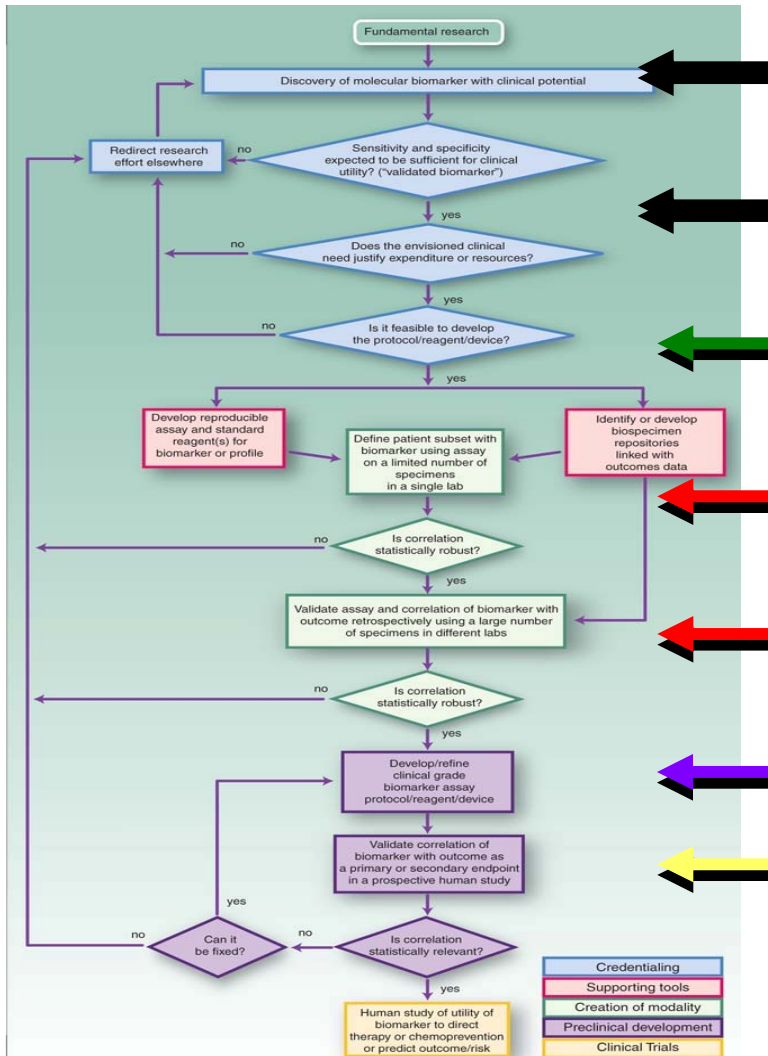 Fundamental research
Discovery of molecular biomarker with clinical potential
Redirect research
effort elsewhere
no
Sensitivity and specificity
expected to be sufficient for clinical
utility? (“validated biomarker”)
yes
no
Does the envisioned clinical
need justify expenditure or resources?
yes
no
Is it feasible to develop
the protocol/reagent/device?
yes
Develop reproducible
assay and standard
reagent(s) for
biomarker or profile
Define patient subset with
biomarker using assay
on a limited number of
specimens
in a single lab
Identify or develop
biospecimen
repositories
linked with
outcomes data
no
Is correlation
statistically robust?
yes
Validate assay and correlation of biomarker with
outcome retrospectively using a large number
of specimens in different labs
no
Is correlation
statistically robust?
yes
Develop/refine
clinical grade
biomarker assay
protocol/reagent/device
Validate correlation of
biomarker with outcome as
a primary or secondary endpoint
in a prospective human study
yes
no
Can it
be fixed?
no
Is correlation
statistically relevant?
yes
Human study of utility of
biomarker to direct
therapy or chemoprevention
or predict outcome/risk
Credentialing
Supporting tools
Creation of modality
Preclinical development
Clinical Trials